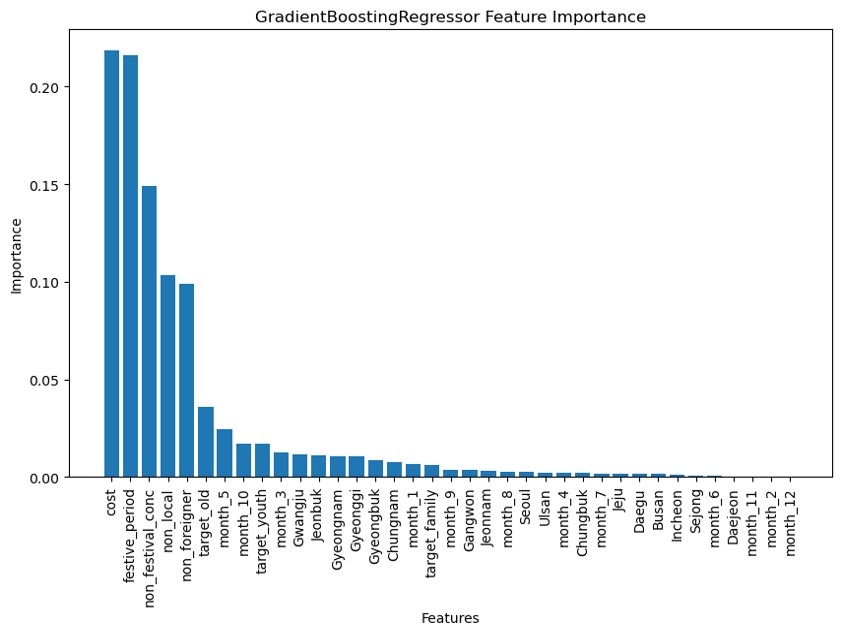 GradientBoostingRegressor Feature Importance
Importance
0.20
0.15
0.10
0.05
0.00
cost
festive_period
non_festival_conc
non_local
non_foreigner
target_old
month_5
month_10
target_youth
month_3
Gwangju
Jeonbuk
Gyeongnam
Gyeonggi
Gyeongbuk
Chungnam
month_1
target_family
month_9
Gangwon
Jeonnam
month_8
Seoul
Ulsan
month_4
Chungbuk
month_7
Jeju
Daegu
Busan
Incheon
Sejong
month_6
Daejeon
month_11
month_2
month_12
Features